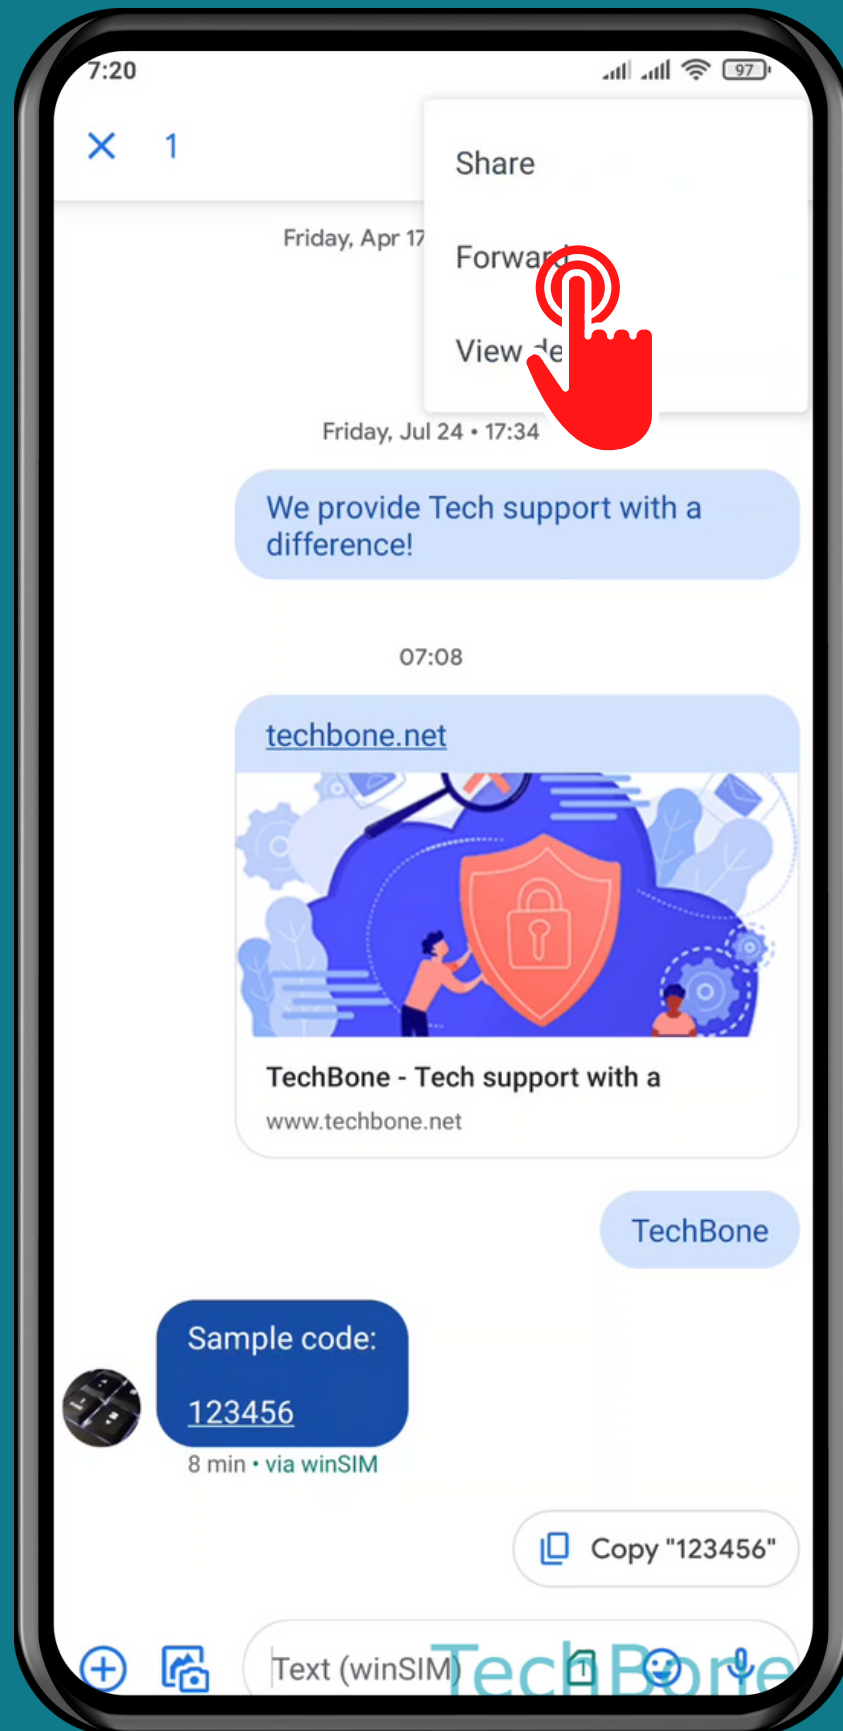 7:20
97
1
Share
Friday, Apr 17
Forward
View de
Friday, Jul 24 • 17:34
We provide Tech support with a
difference!
07:08
techbone.net
TechBone - Tech support with a
www.techbone.net
TechBone
Sample code:
123456
8 min • via winSIM
Copy "123456"
Text (winSIM)
1
TechBone